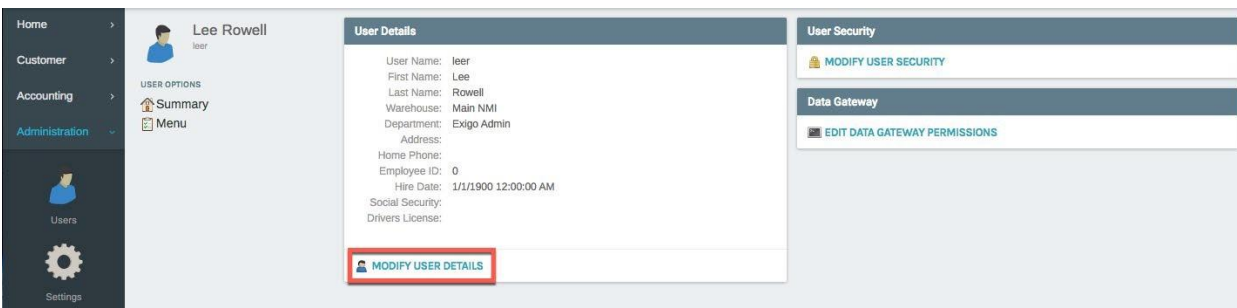 Home
Customer
Accounting
Administration
Users
Settings
Lee Rowell
leer
USER OPTIONS
Summary
Menu
User Details
User Name: leer
First Name: Lee
Last Name: Rowell
Warehouse: Main NMI
Department: Exigo Admin
Address:
Home Phone:
Employee ID: 0
Hire Date: 1/1/1900 12:00:00 AM
Social Security:
Drivers License:
MODIFY USER DETAILS
User Security
MODIFY USER SECURITY
Data Gateway
EDIT DATA GATEWAY PERMISSIONS